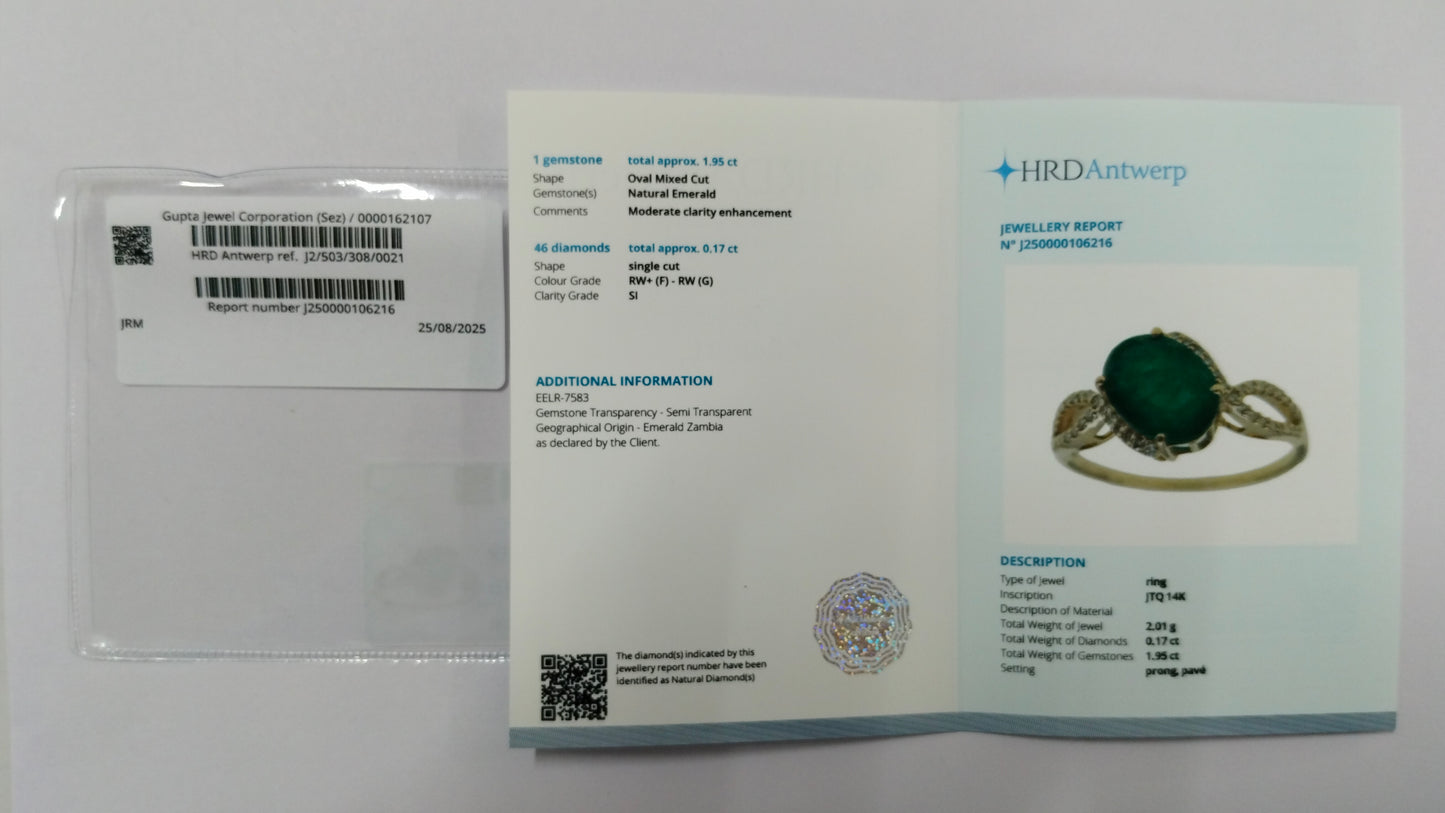 Gupta Jewel Corporation (Sez) / 0000162107
HRD Antwerp ref. J2/503/308/0021
Report number J250000106216
JRM
25/08/2025
1 gemstone total approx. 1.95 ct
Shape Oval Mixed Cut
Gemstone(s) Natural Emerald
Comments Moderate clarity enhancement
46 diamonds total approx. 0.17 ct
Shape single cut
Colour Grade RW+ (F) - RW (G)
Clarity Grade SI
ADDITIONAL INFORMATION
EELR-7583
Gemstone Transparency - Semi Transparent
Geographical Origin - Emerald Zambia
as declared by the Client.
The diamond(s) indicated by this
jewellery report number have been
identified as Natural Diamond(s)
HRD Antwerp
JEWELLERY REPORT
N° J250000106216
DESCRIPTION
Type of Jewel ring
Inscription JTQ 14K
Description of Material
Total Weight of Jewel 2.01 g
Total Weight of Diamonds 0.17 ct
Total Weight of Gemstones 1.95 ct
Setting prong, pavé